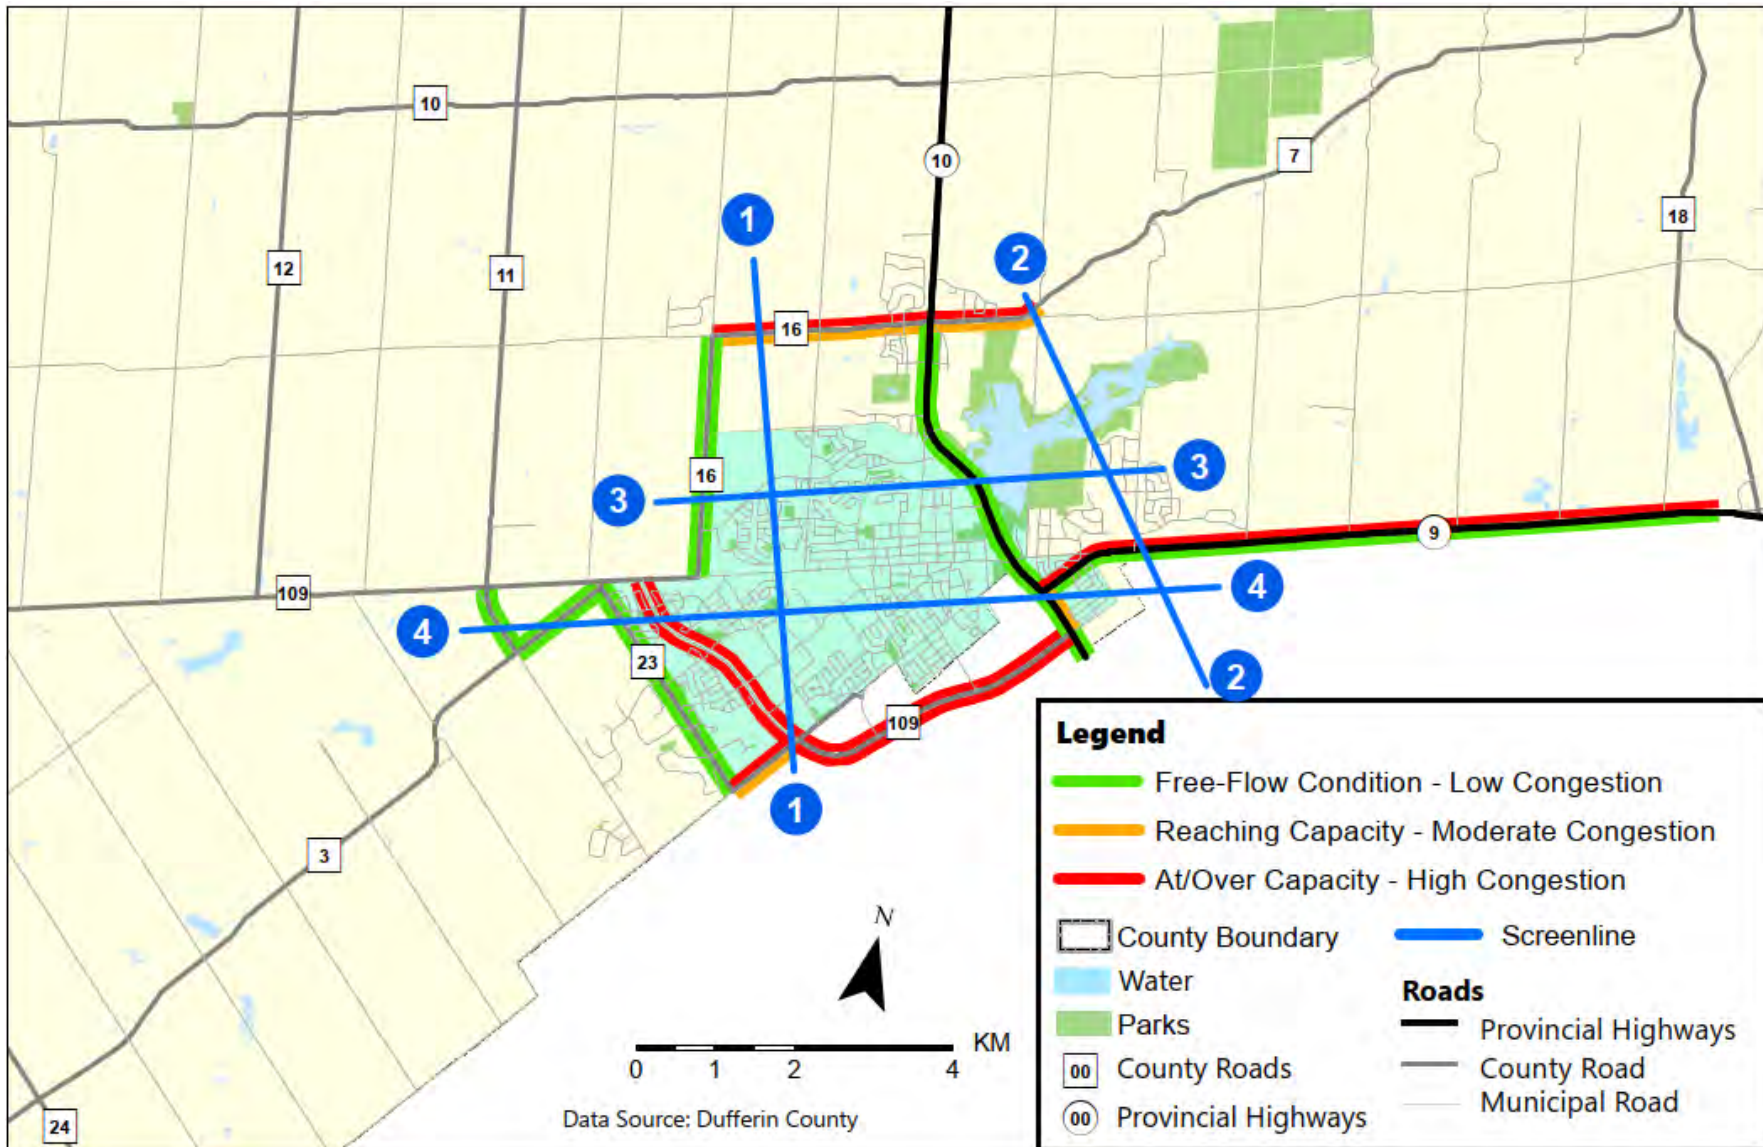 10
10
7
1
18
2
12
11
16
16
3
3
9
109
4
4
23
2
109
1
3
24
N
KM
0 1 2 4
Data Source: Dufferin County
Legend
Free-Flow Condition - Low Congestion
Reaching Capacity - Moderate Congestion
At/Over Capacity - High Congestion
County Boundary
Screenline
Water
Parks
00 County Roads
00 Provincial Highways
Roads
Provincial Highways
County Road
Municipal Road